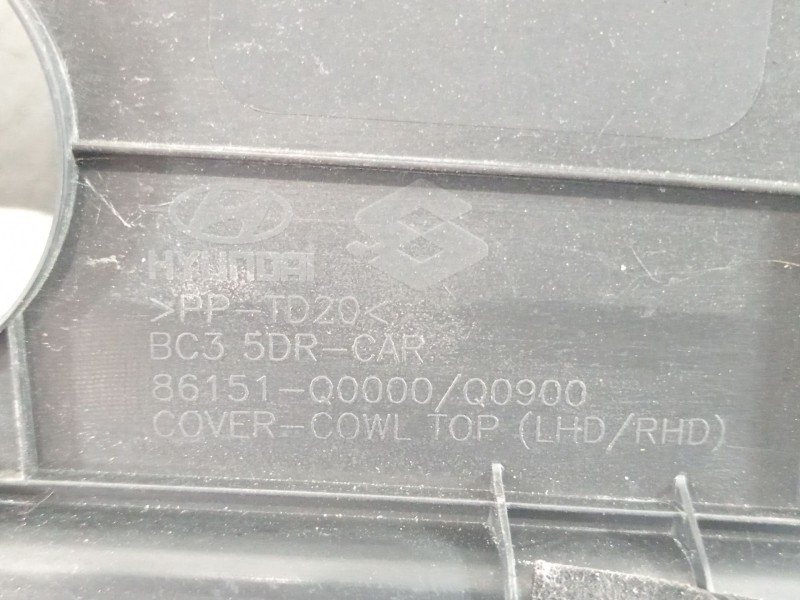 HYUNDAI
>PP-TD20<
BC3 5DR-CAR
86151-Q0000/Q0900
COVER-COWL TOP (LHD/RHD)